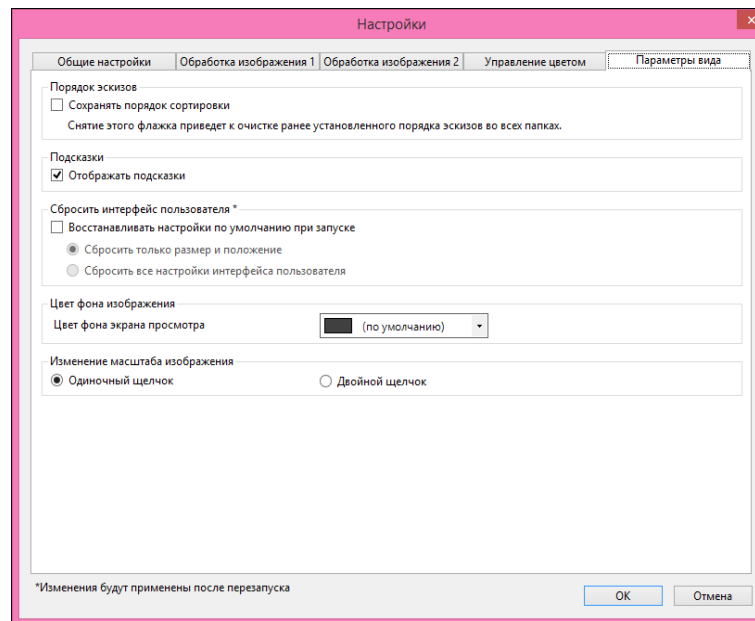 Настройки
Общие настройки
Обработка изображения 1
Обработка изображения 2
Управление цветом
Параметры вида
Порядок эскизов
Сохранять порядок сортировки
Снятие этого флажка приведет к очистке ранее установленного порядка эскизов во всех папках.
Подсказки
Отображать подсказки
Сбросить интерфейс пользователя *
Восстанавливать настройки по умолчанию при запуске
Сбросить только размер и положение
Сбросить все настройки интерфейса пользователя
Цвет фона изображения
Цвет фона экрана просмотра
(по умолчанию)
Изменение масштаба изображения
Одиночный щелчок
Двойной щелчок
*Изменения будут применены после перезапуска
OK
Отмена